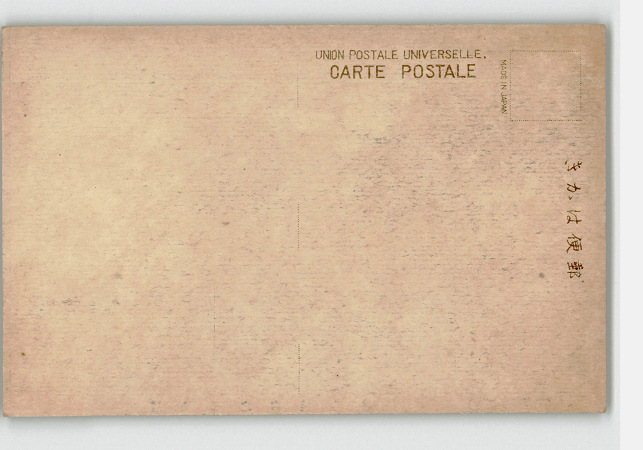 UNION POSTALE UNIVERSELLE.
CARTE POSTALE
MADE IN JAPAN
郵便はがき